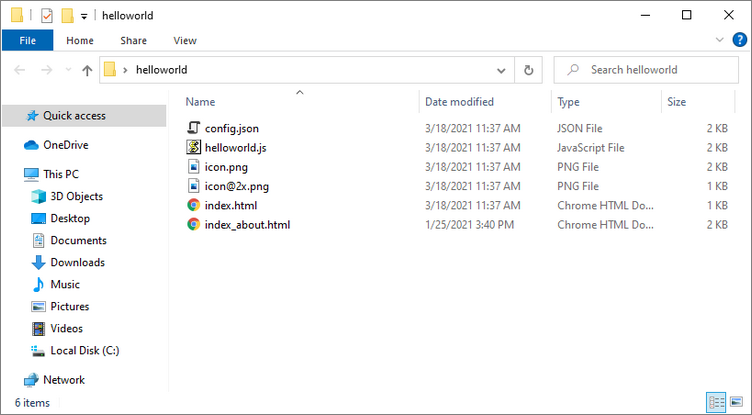 helloworld
File Home Share View
helloworld Search helloworld
Name Date modified Type Size
Quick access
OneDrive
This PC
3D Objects
Desktop
Documents
Downloads
Music
Pictures
Videos
Local Disk (C:)
Network
config.json 3/18/2021 11:37 AM JSON File 2 KB
helloworld.js 3/18/2021 11:37 AM JavaScript File 2 KB
icon.png 3/18/2021 11:37 AM PNG File 2 KB
icon@2x.png 3/18/2021 11:37 AM PNG File 1 KB
index.html 3/18/2021 11:37 AM Chrome HTML Do... 1 KB
index_about.html 1/25/2021 3:40 PM Chrome HTML Do... 2 KB
6 items